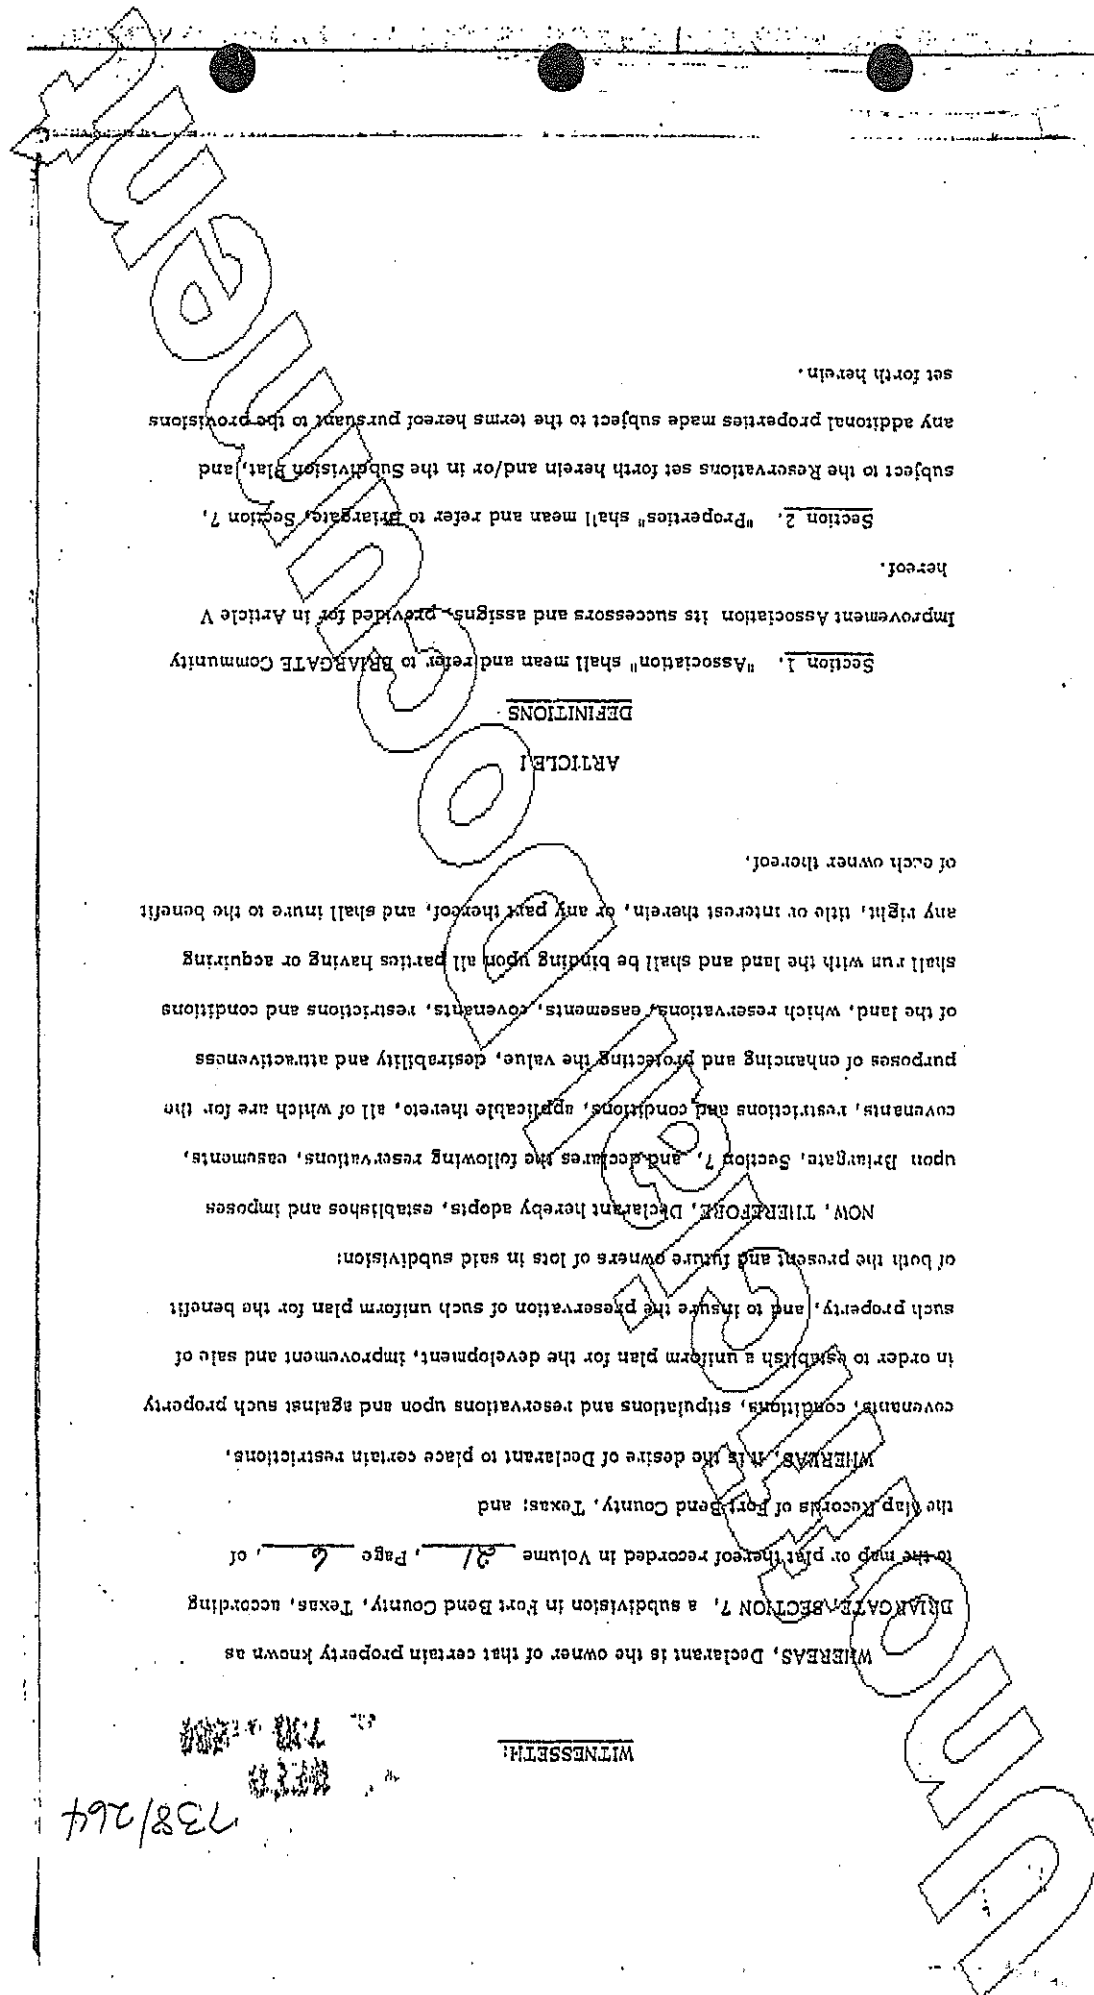 738/264
DEED
WITNESSETH:
WHEREAS, Declarant is the owner of that certain property known as
BRIARGATE, SECTION 7, a subdivision in Fort Bend County, Texas, according
to the map or plat thereof recorded in Volume 21, Page 6, of
the Map Records of Fort Bend County, Texas; and
WHEREAS, it is the desire of Declarant to place certain restrictions,
covenants, conditions, stipulations and reservations upon and against such property
in order to establish a uniform plan for the development, improvement and sale of
such property, and to insure the preservation of such uniform plan for the benefit
of both the present and future owners of lots in said subdivision:
NOW, THEREFORE, Declarant hereby adopts, establishes and imposes
upon Briargate, Section 7, and declares the following reservations, easements,
covenants, restrictions and conditions, applicable thereto, all of which are for the
purposes of enhancing and protecting the value, desirability and attractiveness
of the land, which reservations, easements, covenants, restrictions and conditions
shall run with the land and shall be binding upon all parties having or acquiring
any right, title or interest therein, or any part thereof, and shall inure to the benefit
of each owner thereof.
ARTICLE I
DEFINITIONS
Section 1. "Association" shall mean and refer to BRIARGATE Community
Improvement Association its successors and assigns, provided for in Article V
hereof.
Section 2. "Properties" shall mean and refer to Briargate, Section 7,
subject to the Reservations set forth herein and/or in the Subdivision Plat, and
any additonal properties made subject to the terms hereof pursuant to the provisions
set forth herein.
Unofficial Document